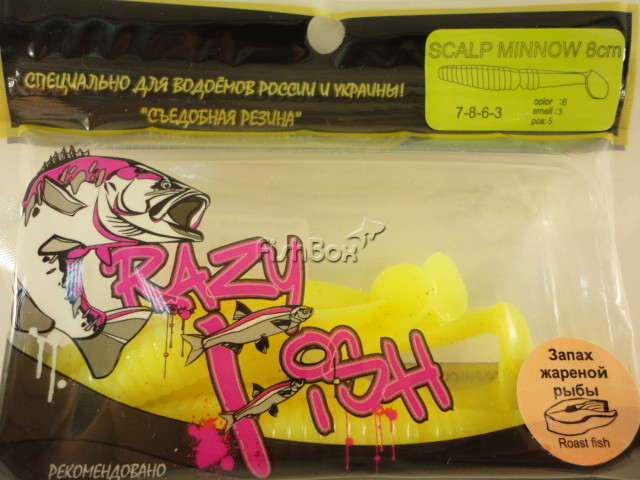 SCALP MINNOW 8cm
СПЕЦИАЛЬНО ДЛЯ ВОДОЁМОВ РОССИИ И УКРАИНЫ!
"СЪЕДОБНАЯ РЕЗИНА"
7-8-6-3
color :6
smell :3
pos: 5
FishBox
CRAZY
FISH
Запах
жареной
рыбы
Roast fish
РЕКОМЕНДОВАНО